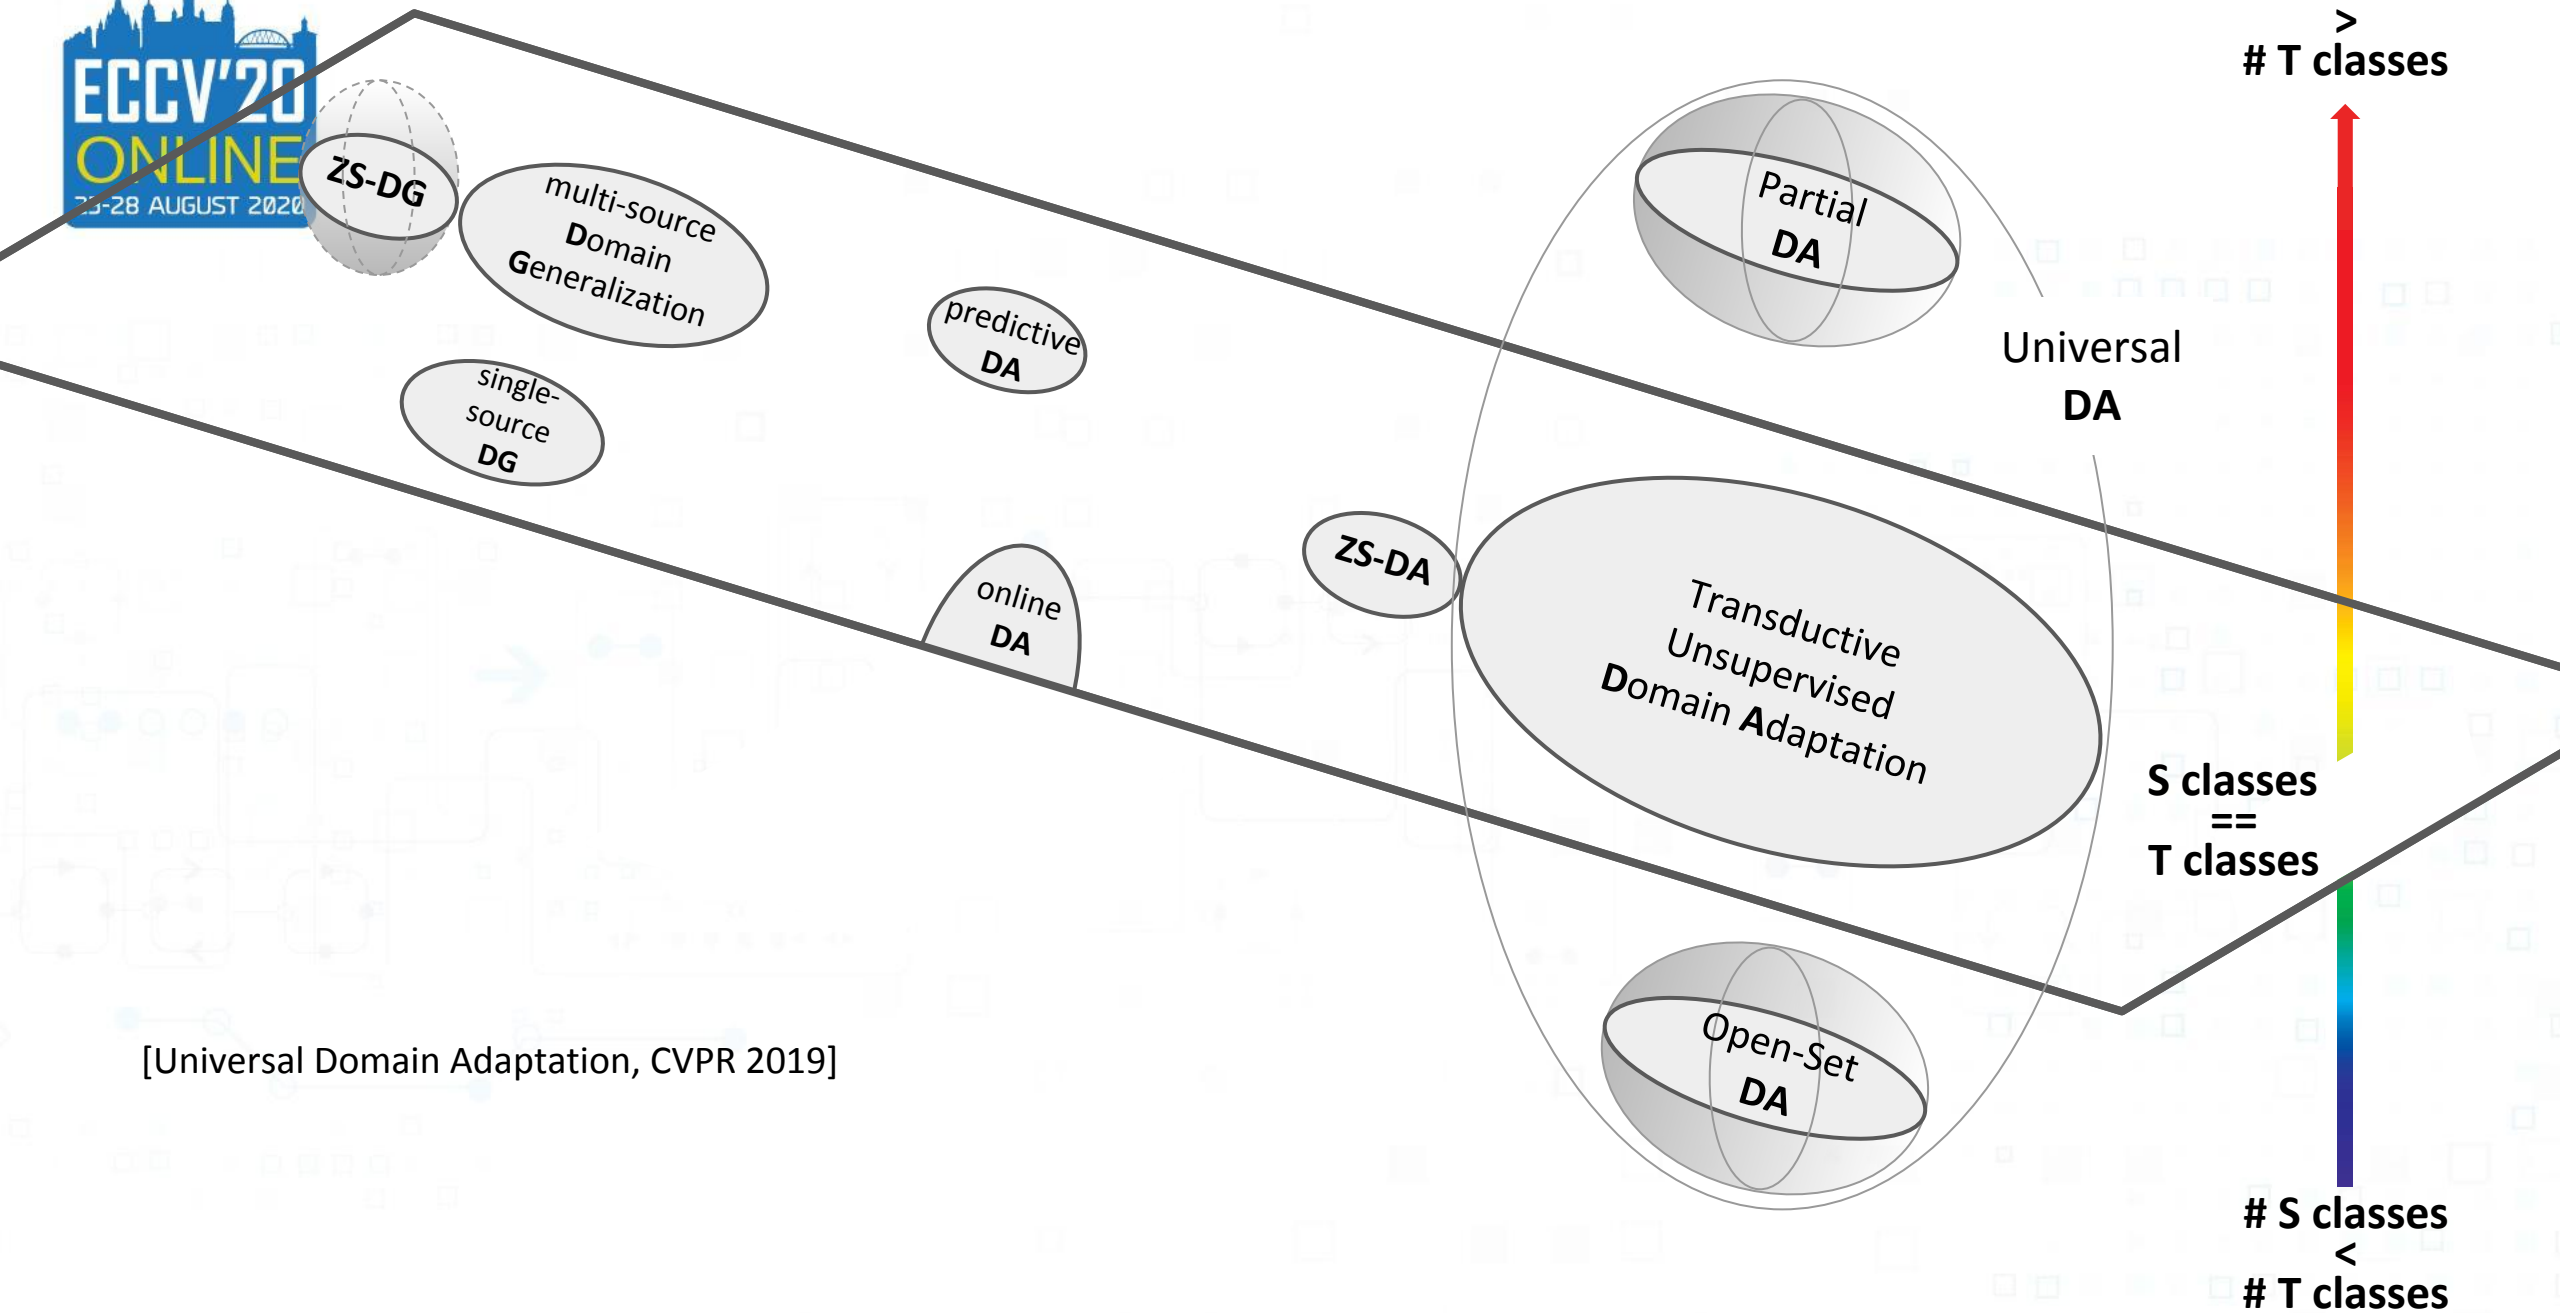 ECCV'20
ONLINE
23-28 AUGUST 2020
ZS-DG
multi-source
Domain
Generalization
single-
source
DG
predictive
DA
online
DA
ZS-DA
Partial
DA
Universal
DA
Transductive
Unsupervised
Domain Adaptation
Open-Set
DA
>
# T classes
S classes
==
T classes
# S classes
<
# T classes
[Universal Domain Adaptation, CVPR 2019]